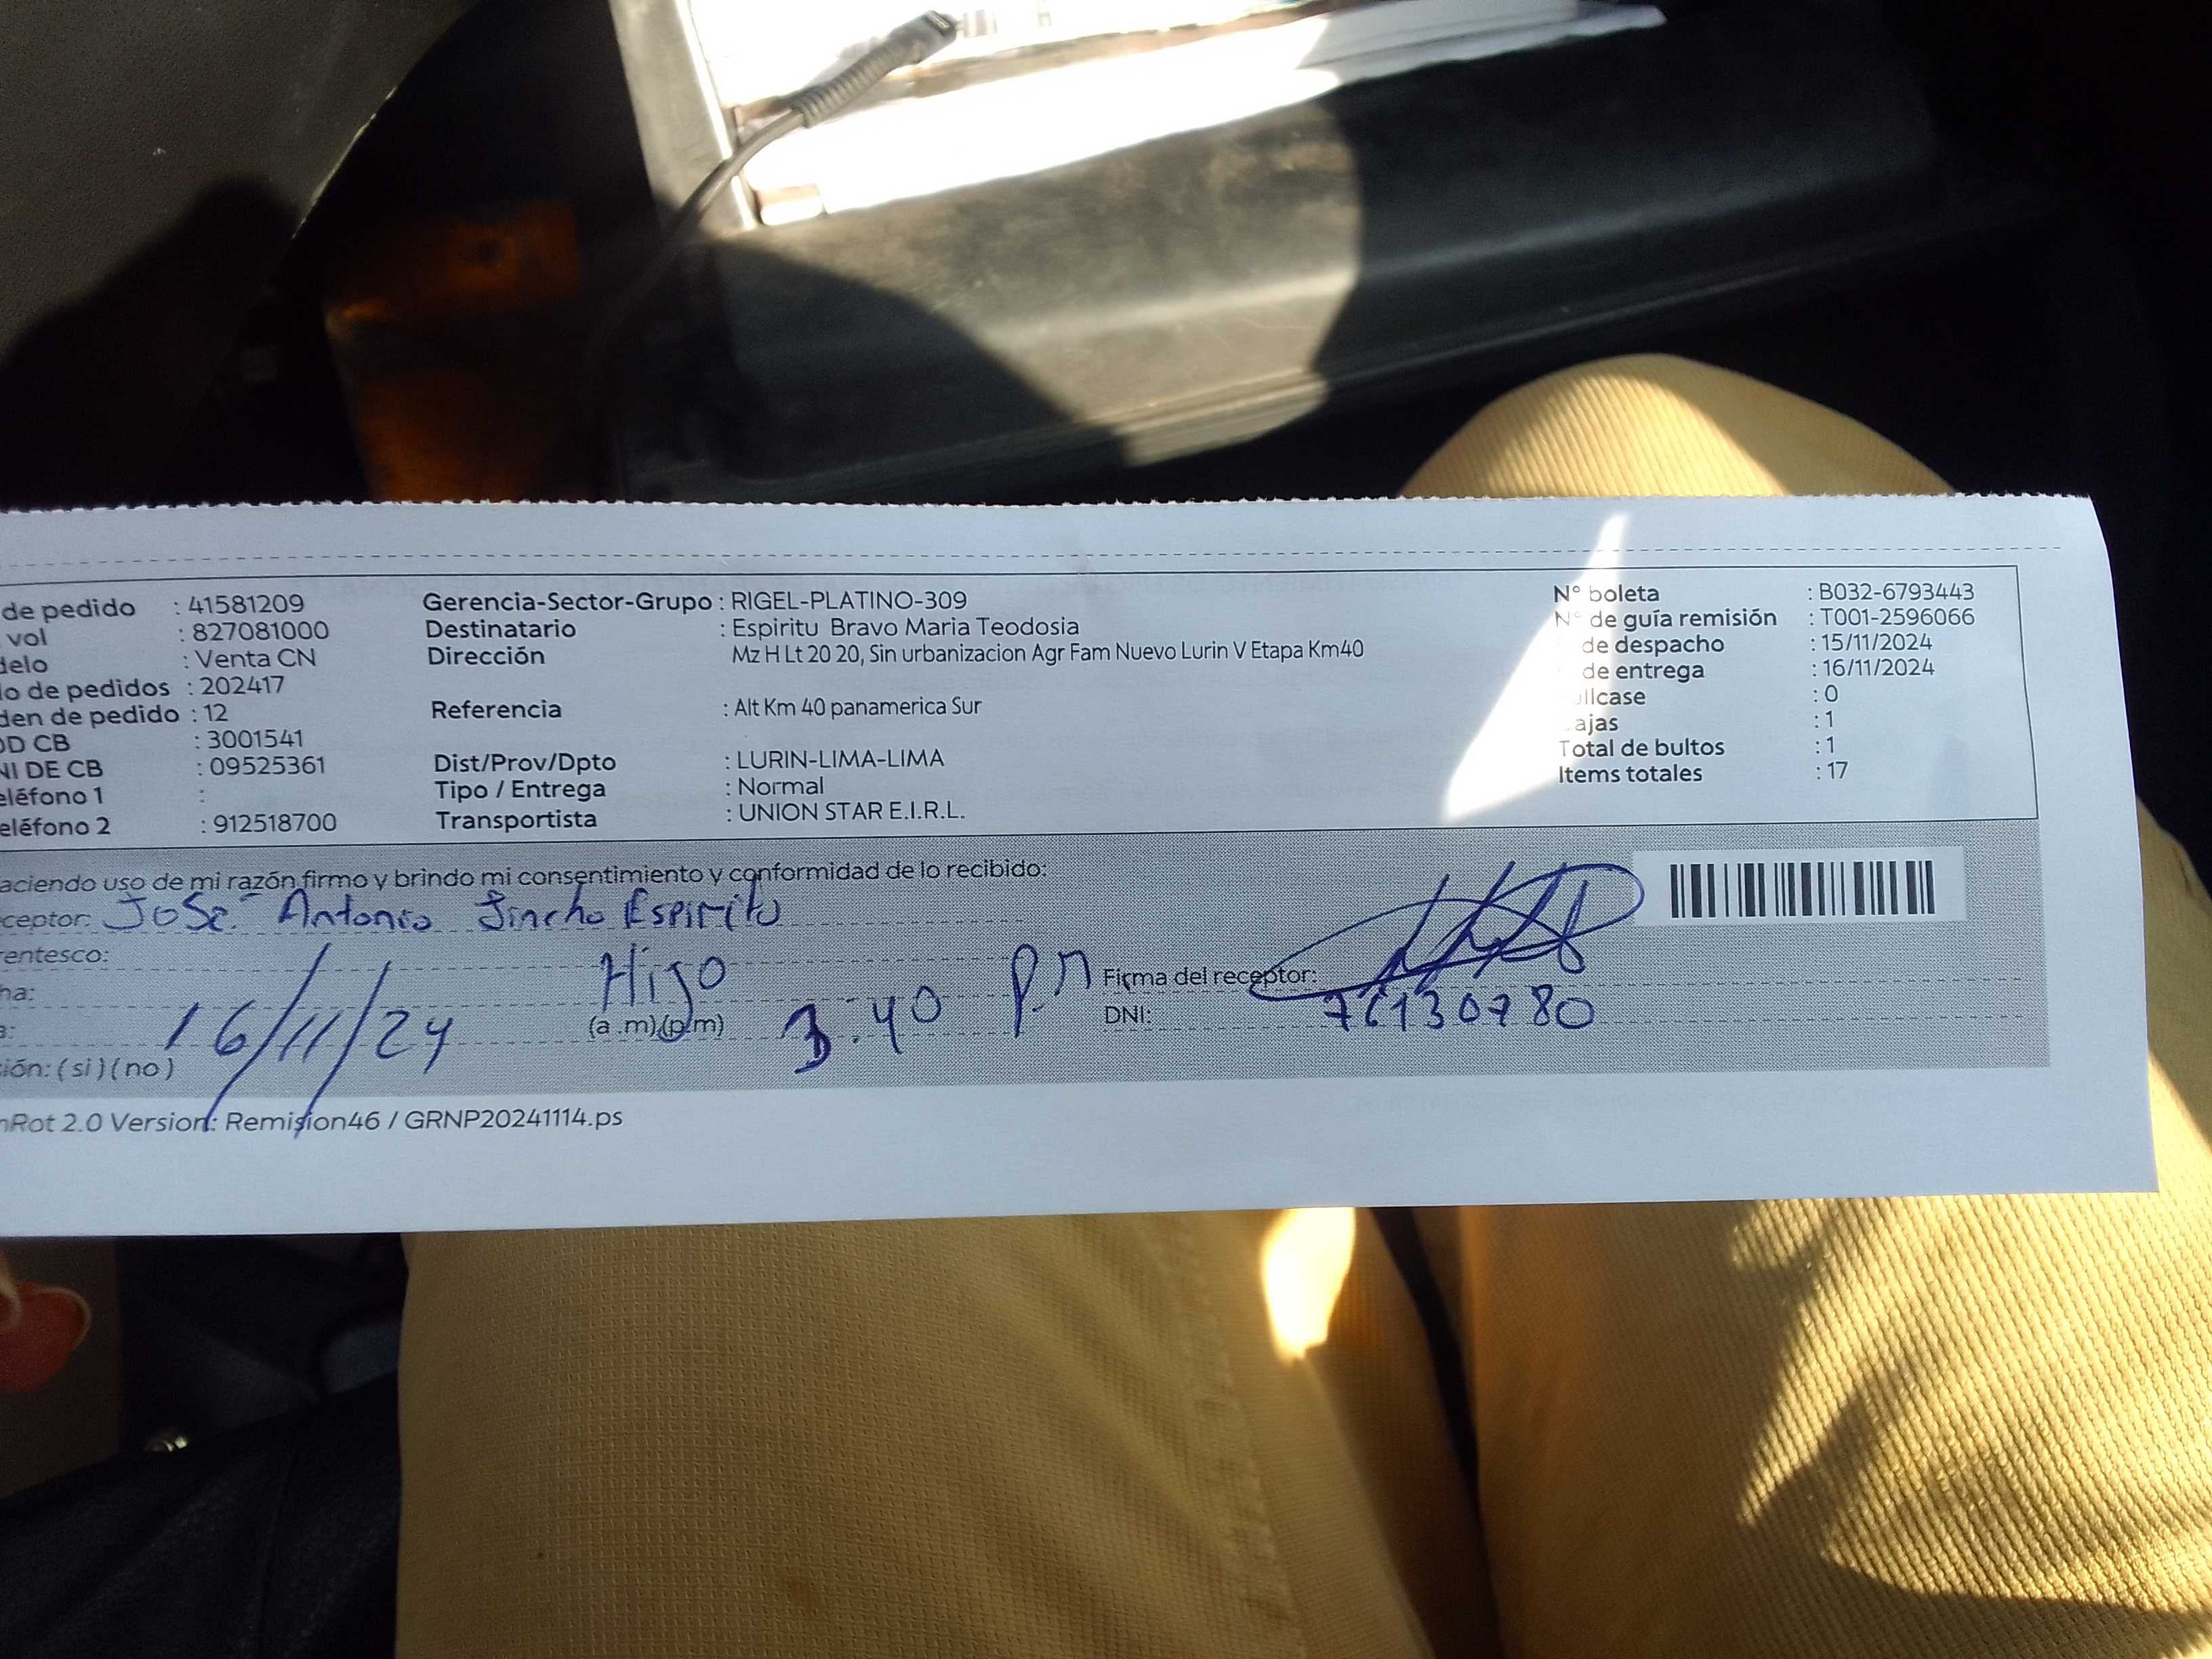 de pedido : 41581209 Gerencia-Sector-Grupo : RIGEL-PLATINO-309 N° boleta : B032-6793443
vol : 827081000 Destinatario : Espiritu Bravo Maria Teodosia N° de guía remisión : T001-2596066
delo : Venta CN Dirección Mz H Lt 20 20, Sin urbanizacion Agr Fam Nuevo Lurin V Etapa Km40 de despacho : 15/11/2024
lo de pedidos : 202417 de entrega : 16/11/2024
den de pedido : 12 Referencia : Alt Km 40 panamerica Sur llcase : 0
OD CB : 3001541 ajas : 1
NI DE CB : 09525361 Dist/Prov/Dpto : LURIN-LIMA-LIMA Total de bultos : 1
eléfono 1 : Tipo / Entrega : Normal Items totales : 17
eléfono 2 : 912518700 Transportista : UNION STAR E.I.R.L.
aciendo uso de mi razón firmo y brindo mi consentimiento y conformidad de lo recibido:
ceptor: José Antonio Espiritu
rentesco: Hijo
na: 16/11/24 Firma del receptor:
a: (a .m)(p.m) 3:40 P.M DNI: 76130780
sión: ( si ) ( no )
nRot 2.0 Version: Remision46 / GRNP20241114.ps